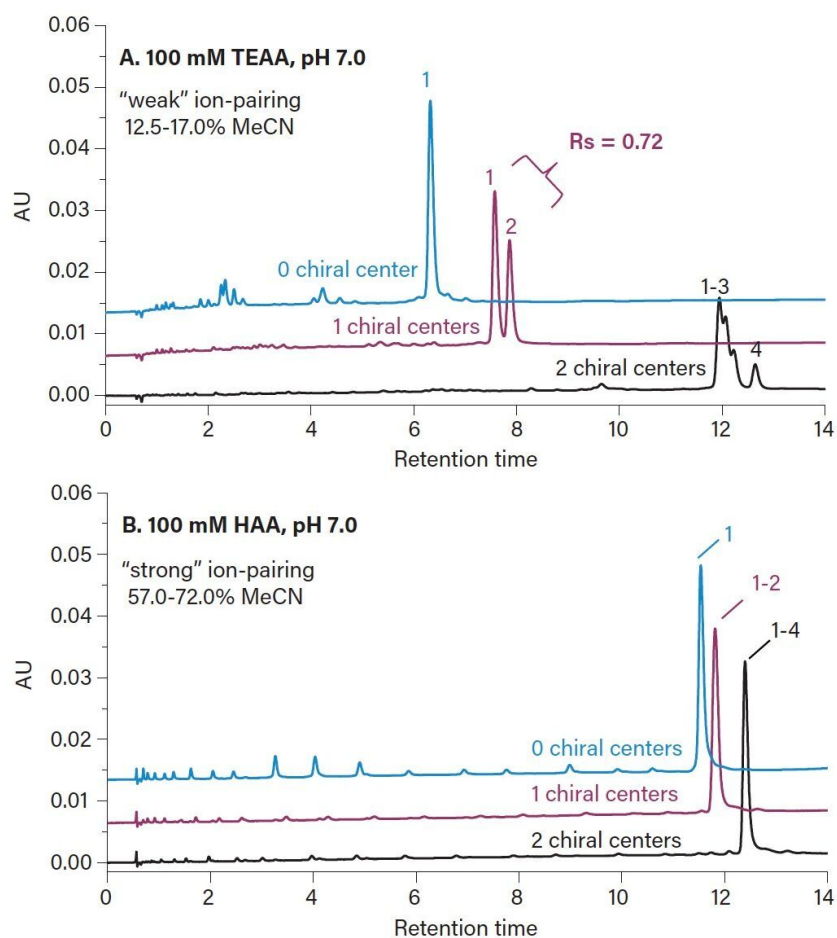 A. 100 mM TEAA, pH 7.0
“weak” ion-pairing
12.5-17.0% MeCN
Rs = 0.72
1
1
2
1-3
4
0 chiral center
1 chiral centers
2 chiral centers
AU
0.06
0.05
0.04
0.03
0.02
0.01
0.00
0 2 4 6 8 10 12 14
Retention time
B. 100 mM HAA, pH 7.0
“strong” ion-pairing
57.0-72.0% MeCN
1
1-2
1-4
0 chiral centers
1 chiral centers
2 chiral centers
AU
0.06
0.05
0.04
0.03
0.02
0.01
0.00
0 2 4 6 8 10 12 14
Retention time